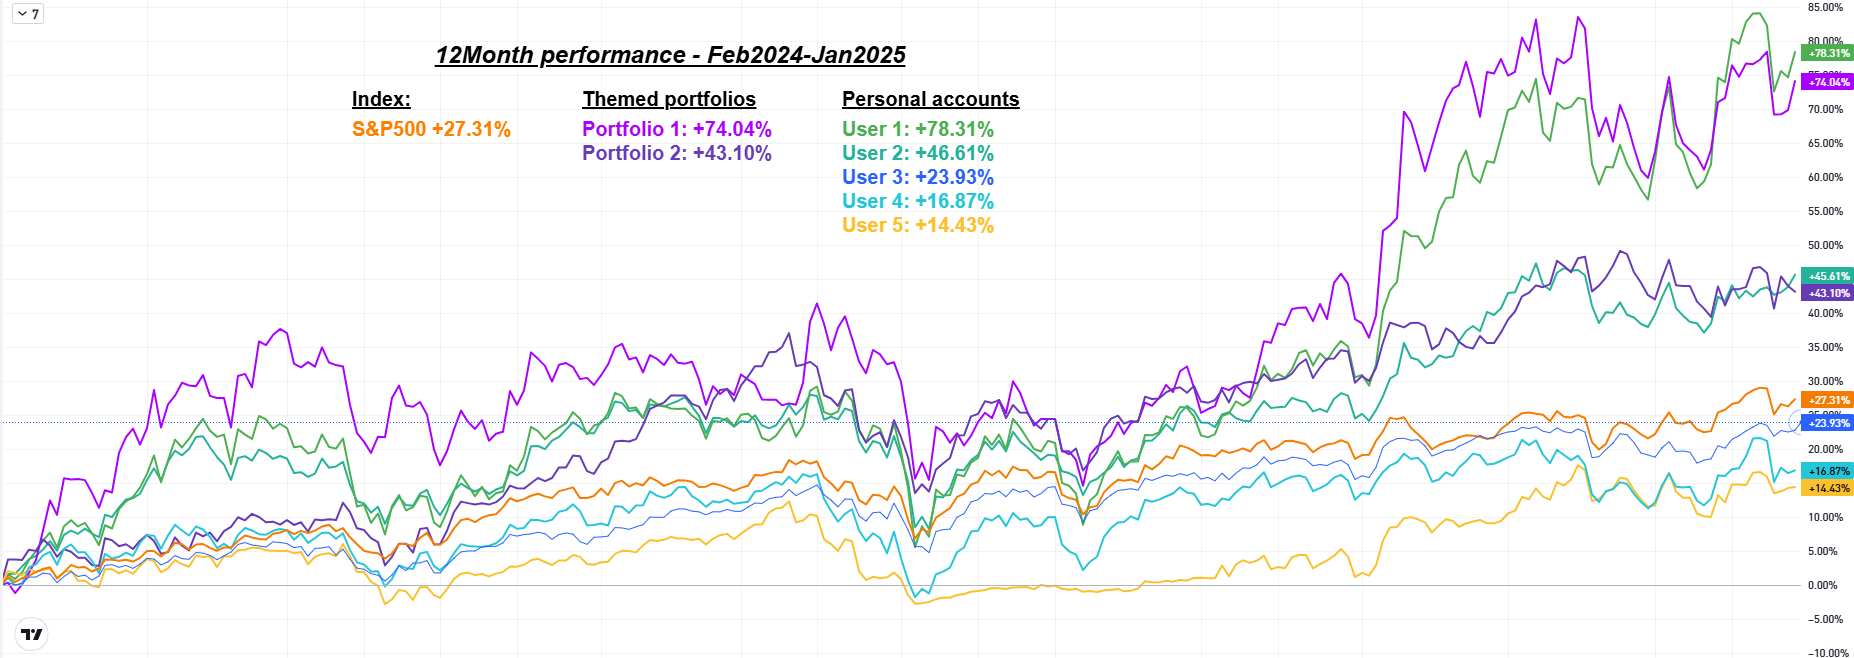 7
12Month performance - Feb2024-Jan2025
Index:
S&P500 +27.31%
Themed portfolios
Portfolio 1: +74.04%
Portfolio 2: +43.10%
Personal accounts
User 1: +78.31%
User 2: +46.61%
User 3: +23.93%
User 4: +16.87%
User 5: +14.43%
85.00%
80.00%
+78.31%
+74.04%
70.00%
65.00%
60.00%
55.00%
50.00%
+45.61%
+43.10%
40.00%
35.00%
30.00%
+27.31%
+23.93%
20.00%
+16.87%
+14.43%
10.00%
5.00%
0.00%
−5.00%
−10.00%